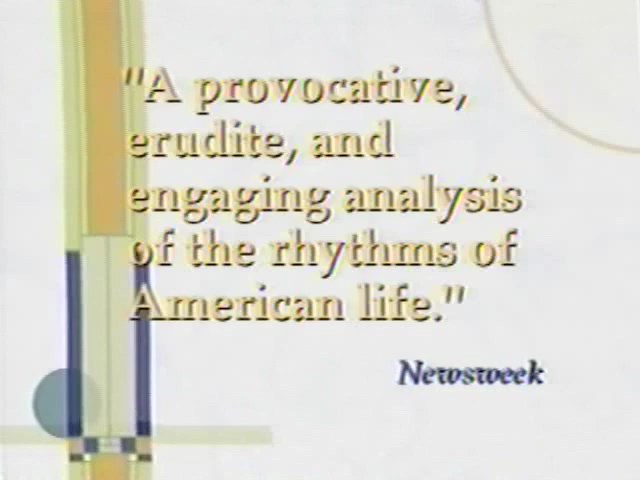 "A provocative,
erudite, and
engaging analysis
of the rhythms of
American life."
Newsweek